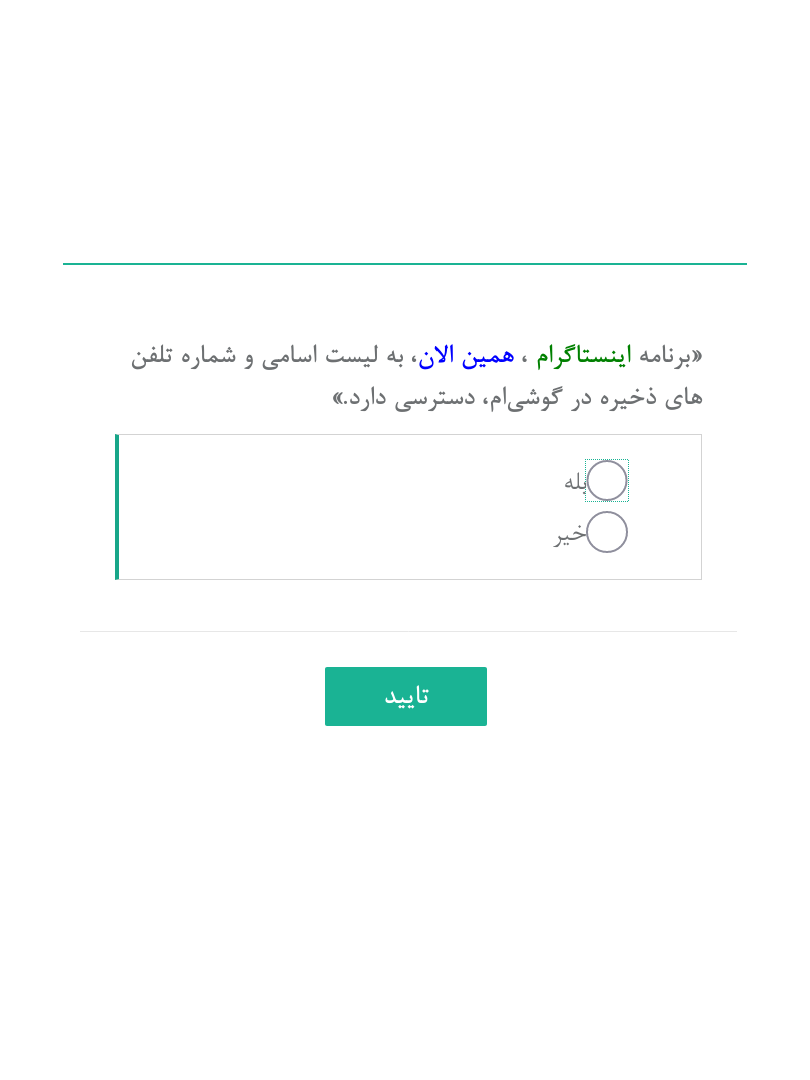 «برنامه اینستاگرام ، همین الان، به لیست اسامی و شماره تلفن
های ذخیره در گوشی‌ام، دسترسی دارد.»
بله
خیر
تایید